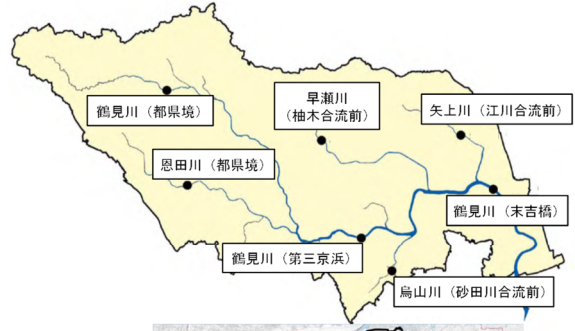 早瀬川
(柚木合流前)
鶴見川(都県境)
矢上川(江川合流前)
恩田川(都県境)
鶴見川(末吉橋)
鶴見川(第三京浜)
鳥山川(砂田川合流前)